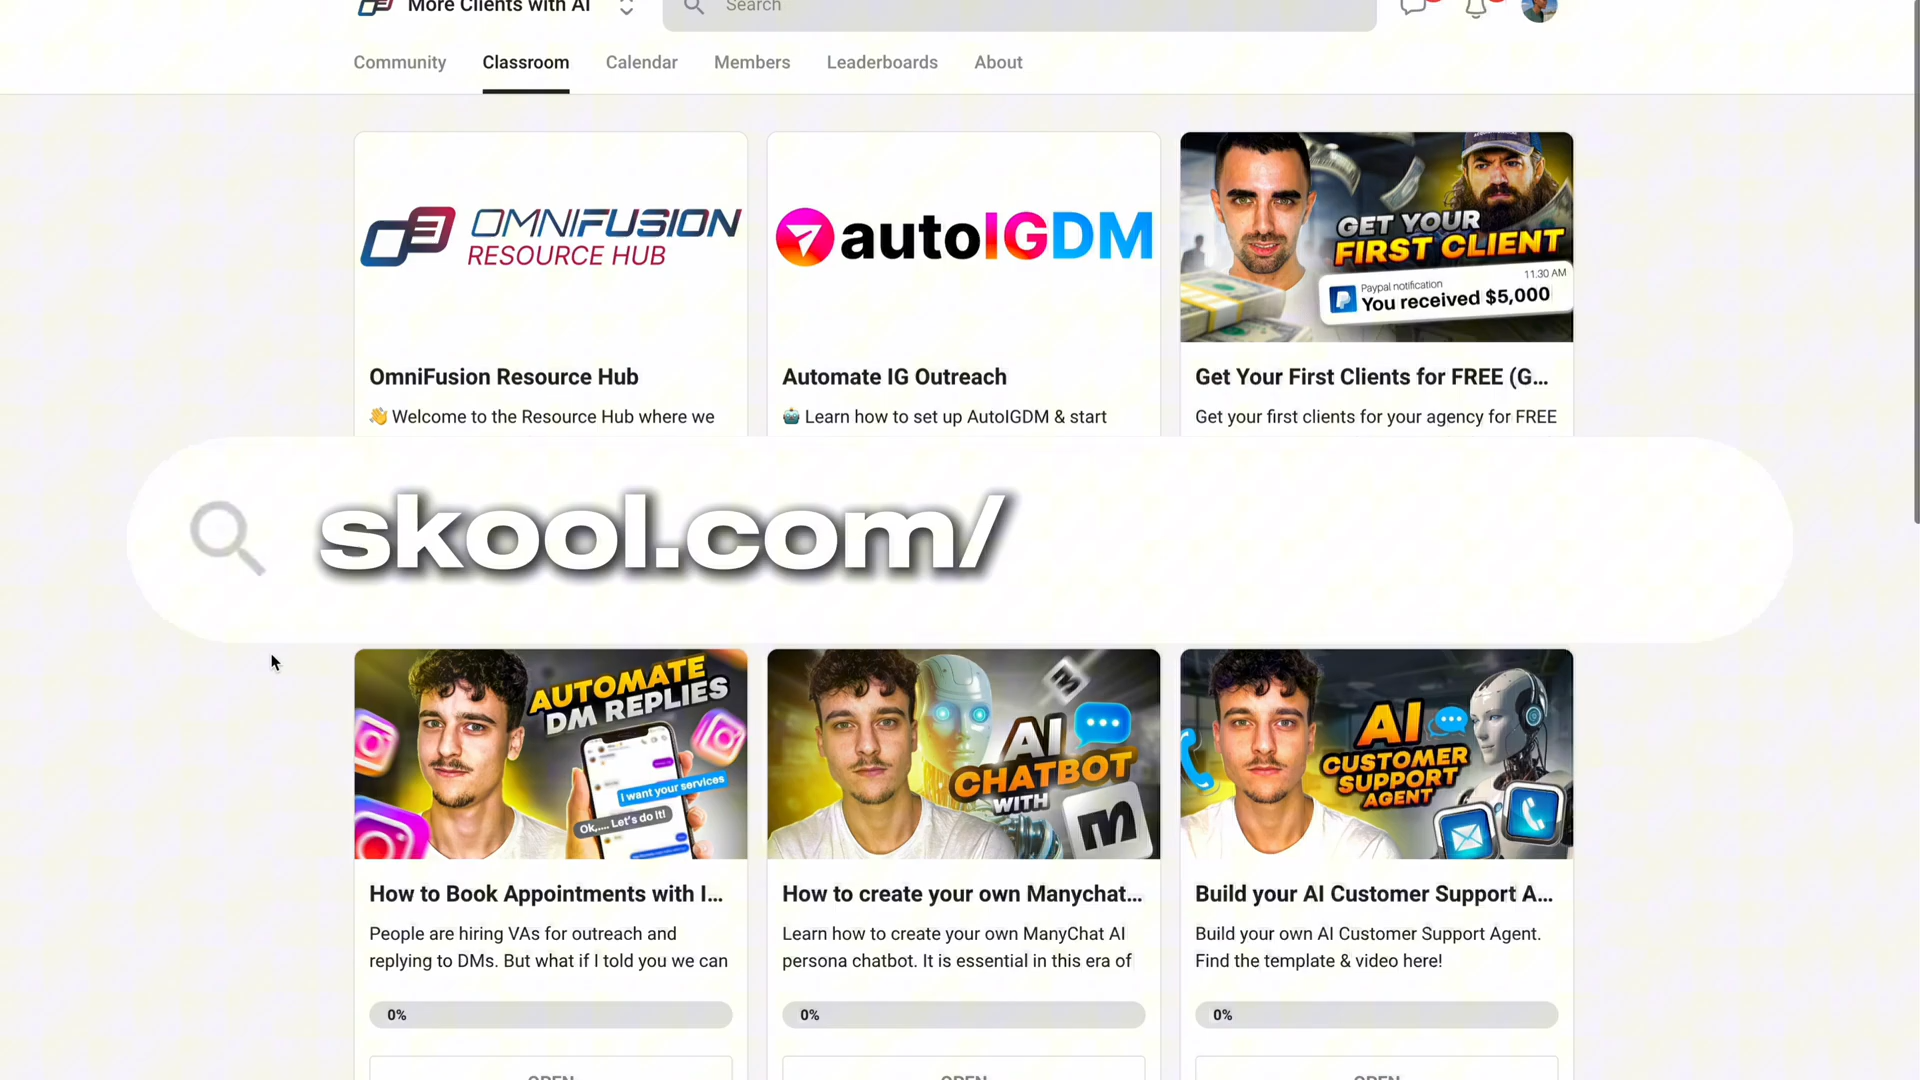 More Clients with AI
Search
Community
Classroom
Calendar
Members
Leaderboards
About
OMNIFUSION
RESOURCE HUB
autoIGDM
GET YOUR
FIRST CLIENT
11.30 AM
Paypal notification
You received $5,000
OmniFusion Resource Hub
Automate IG Outreach
Get Your First Clients for FREE (G...
👋 Welcome to the Resource Hub where we
🤖 Learn how to set up AutoIGDM & start
Get your first clients for your agency for FREE
skool.com/
AUTOMATE
DM REPLIES
I want your services
Ok,.... Let's do it!
AI
CHATBOT
WITH
AI
CUSTOMER
SUPPORT
AGENT
How to Book Appointments with I...
How to create your own Manychat...
Build your AI Customer Support A...
People are hiring VAs for outreach and
replying to DMs. But what if I told you we can
Learn how to create your own ManyChat AI
persona chatbot. It is essential in this era of
Build your own AI Customer Support Agent.
Find the template & video here!
0%
0%
0%
OPEN
OPEN
OPEN